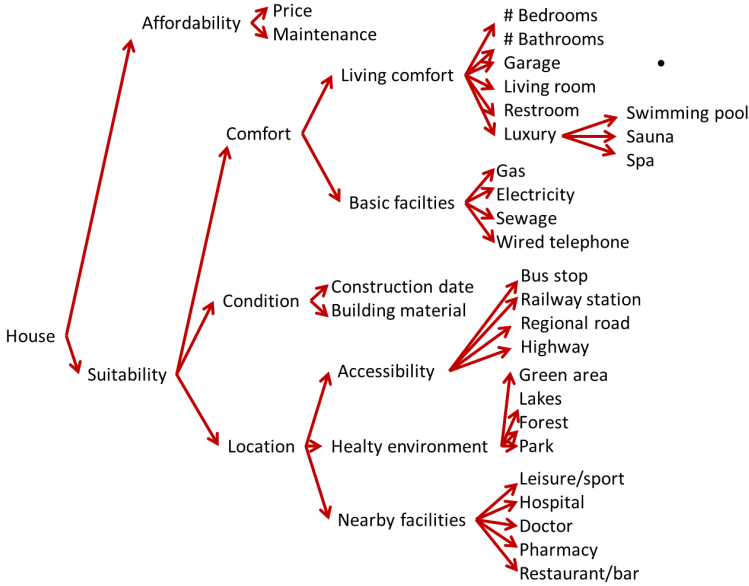 Affordability
Price
Maintenance
# Bedrooms
# Bathrooms
Garage
Living room
Restroom
Luxury
Living comfort
Swimming pool
Sauna
Spa
Comfort
Basic facilties
Gas
Electricity
Sewage
Wired telephone
House
Suitability
Condition
Construction date
Building material
Bus stop
Railway station
Regional road
Highway
Accessibility
Green area
Lakes
Forest
Park
Location
Healty environment
Nearby facilities
Leisure/sport
Hospital
Doctor
Pharmacy
Restaurant/bar